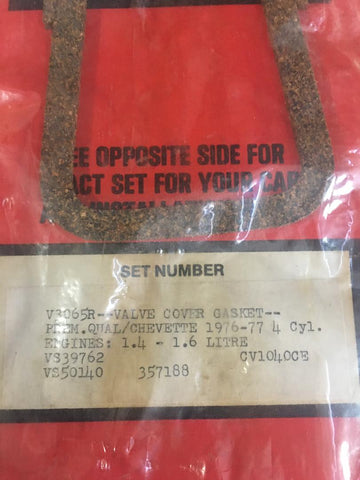 EE OPPOSITE SIDE FOR
ACT SET FOR YOUR CAR
SET NUMBER
V3065R--VALVE COVER GASKET--
PREM.QUAL/CHEVETTE 1976-77 4 Cyl.
ENGINES: 1.4 - 1.6 LITRE
VS39762 CV1040CE
VS50140 357188